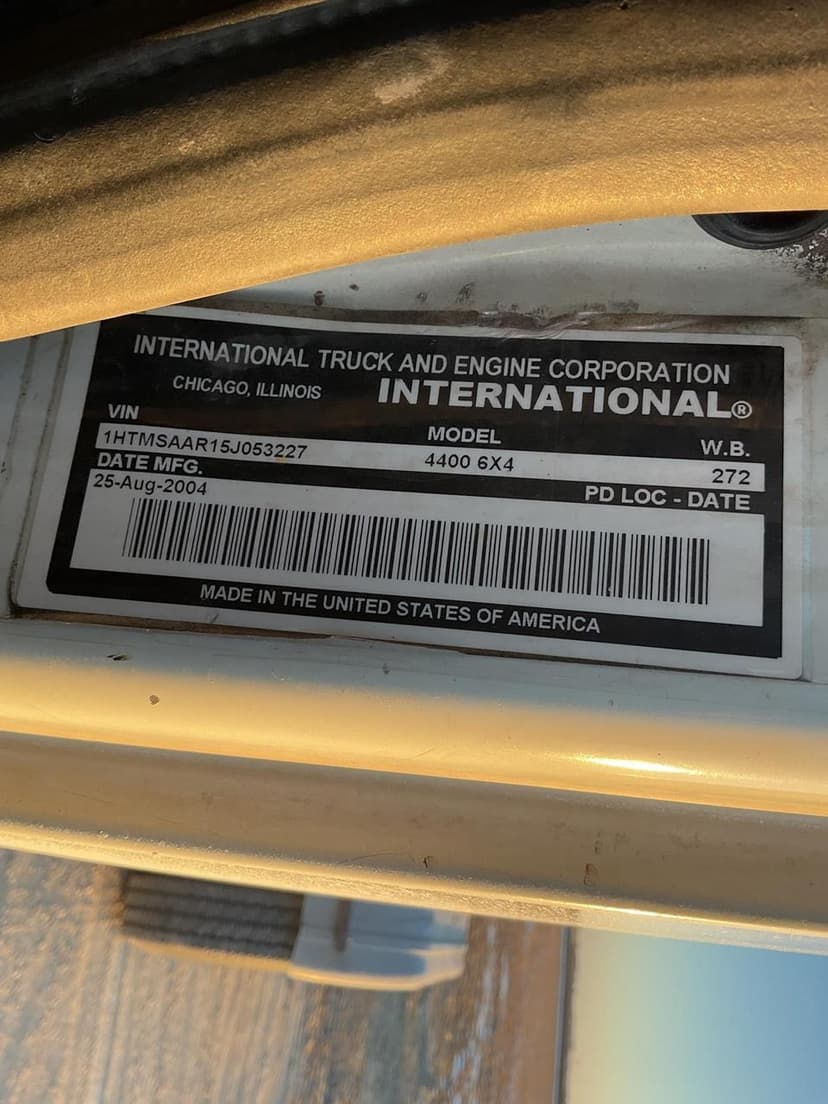 INTERNATIONAL TRUCK AND ENGINE CORPORATION
CHICAGO, ILLINOIS INTERNATIONAL®
VIN MODEL W.B.
1HTMSAAR15J053227 4400 6X4 272
DATE MFG. PD LOC - DATE
25-Aug-2004
MADE IN THE UNITED STATES OF AMERICA